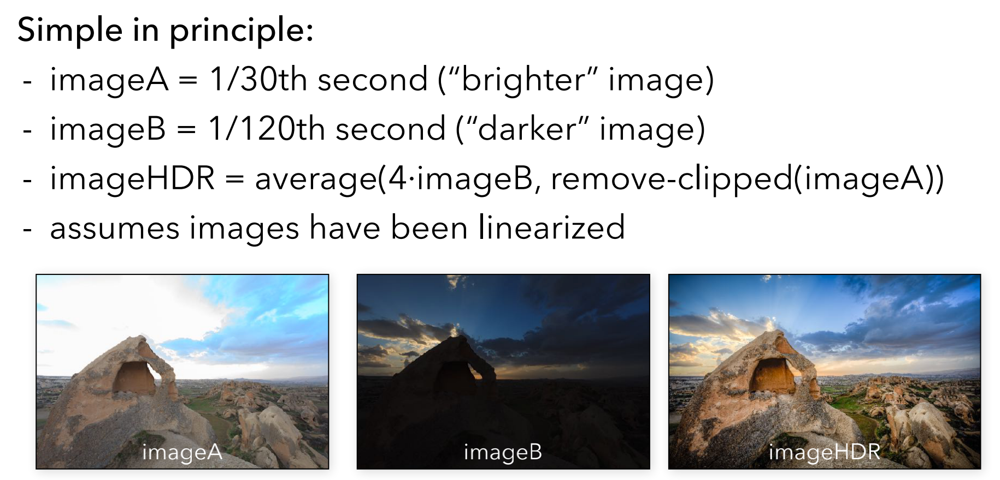 Simple in principle:
- imageA = 1/30th second (“brighter” image)
- imageB = 1/120th second (“darker” image)
- imageHDR = average(4·imageB, remove-clipped(imageA))
- assumes images have been linearized
imageA
imageB
imageHDR